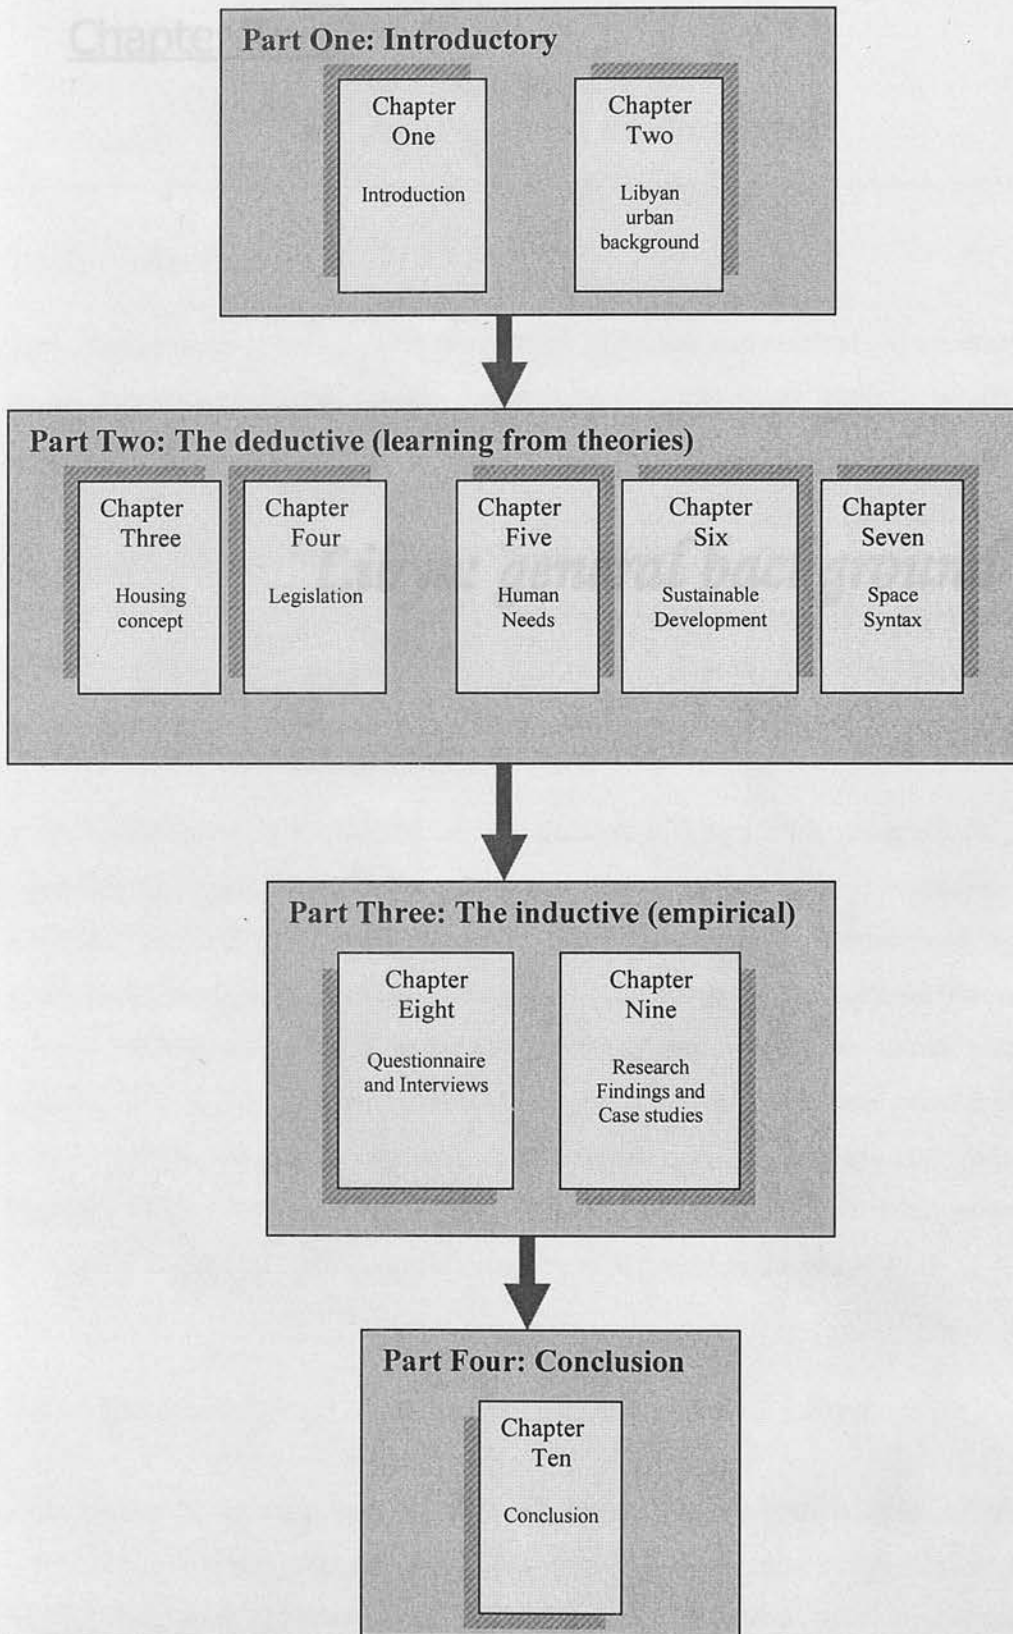 Chapte
Part One: Introductory
Chapter
One
Introduction
Chapter
Two
Libyan
urban
background
Part Two: The deductive (learning from theories)
Chapter
Three
Housing
concept
Chapter
Four
Legislation
Chapter
Five
Human
Needs
Chapter
Six
Sustainable
Development
Chapter
Seven
Space
Syntax
general background
Part Three: The inductive (empirical)
Chapter
Eight
Questionnaire
and Interviews
Chapter
Nine
Research
Findings and
Case studies
Part Four: Conclusion
Chapter
Ten
Conclusion